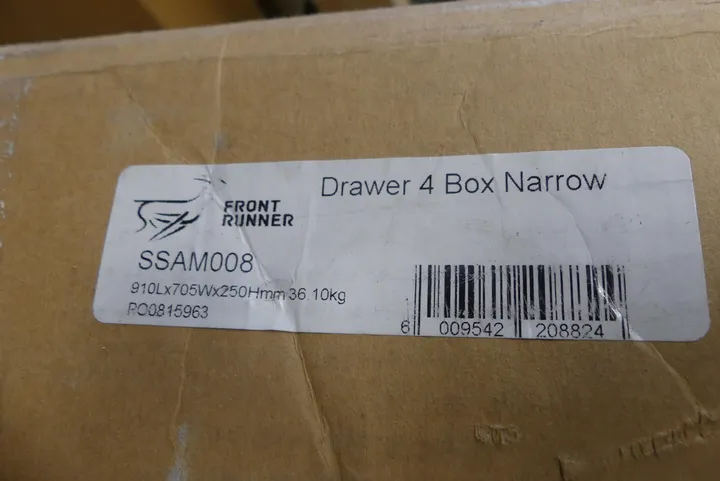 FRONT
RUNNER
Drawer 4 Box Narrow
SSAM008
910Lx705Wx250Hmm 36.10kg
PO0815963
6 009542 208824